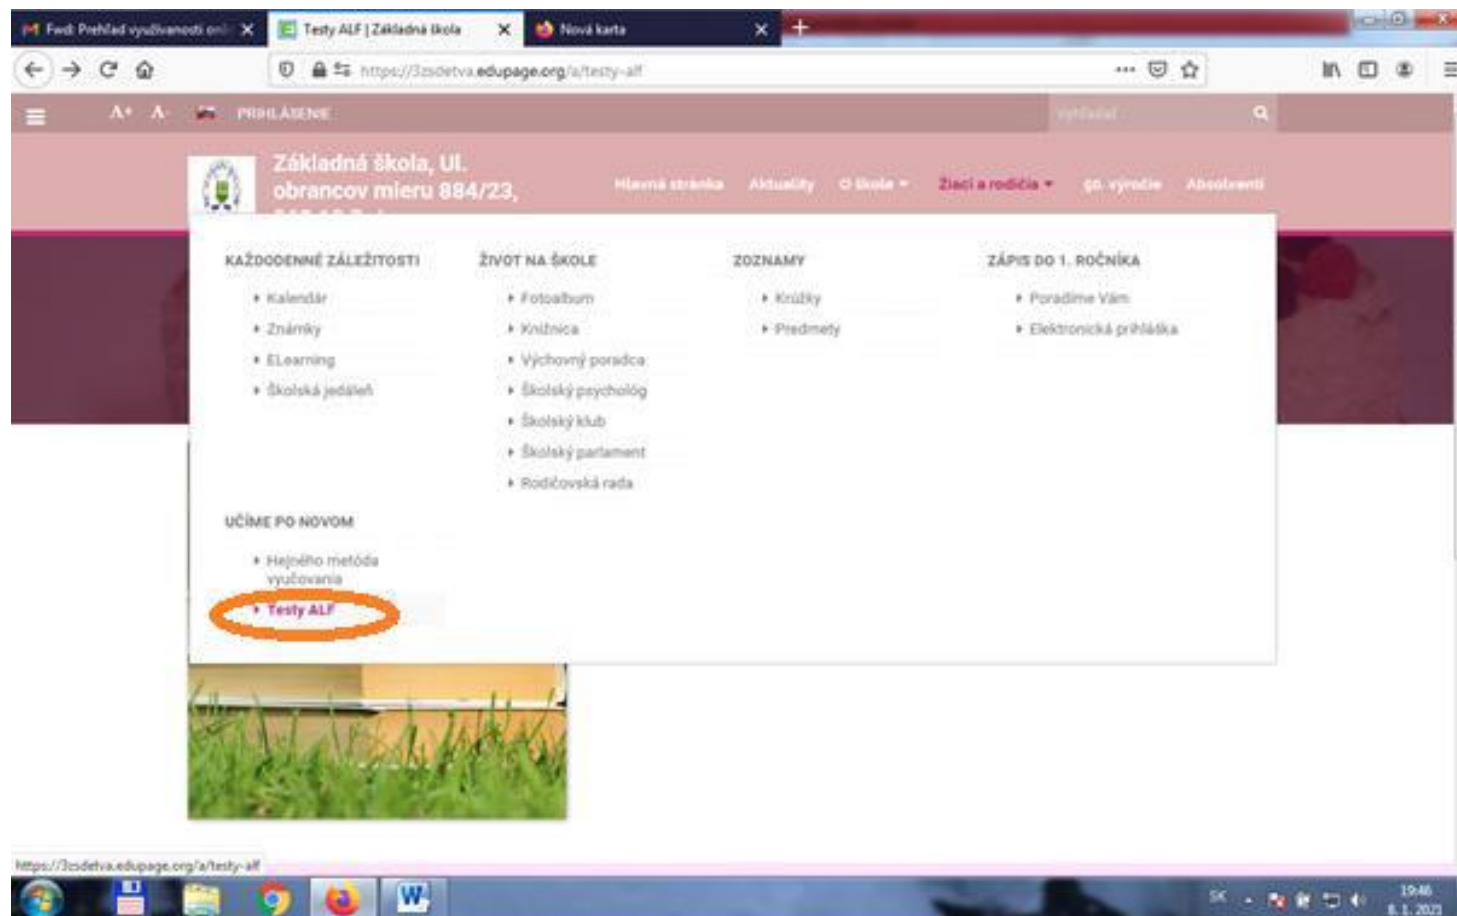 Fwd: Prehľad využívanosti onl
Testy ALF | Základná škola
Nová karta
https://3zsdetva.edupage.org/a/testy-alf
A+ A-
PRIHLÁSENIE
Vyhľadať
Základná škola, Ul.
obrancov mieru 884/23,
Hlavná stránka Aktuality O škole Žiaci a rodičia 50. výročie Absolventi
KAŽDODENNÉ ZÁLEŽITOSTI
Kalendár
Známky
ELearning
Školská jedáleň
ŽIVOT NA ŠKOLE
Fotoalbum
Knižnica
Výchovný poradca
Školský psychológ
Školský klub
Školský parlament
Rodičovská rada
ZOZNAMY
Krúžky
Predmety
ZÁPIS DO 1. ROČNÍKA
Poradíme Vám
Elektronická prihláška
UČÍME PO NOVOM
Hejného metóda
vyučovania
Testy ALF
https://3zsdetva.edupage.org/a/testy-alf
W
SK
19:46
8. 1. 2021